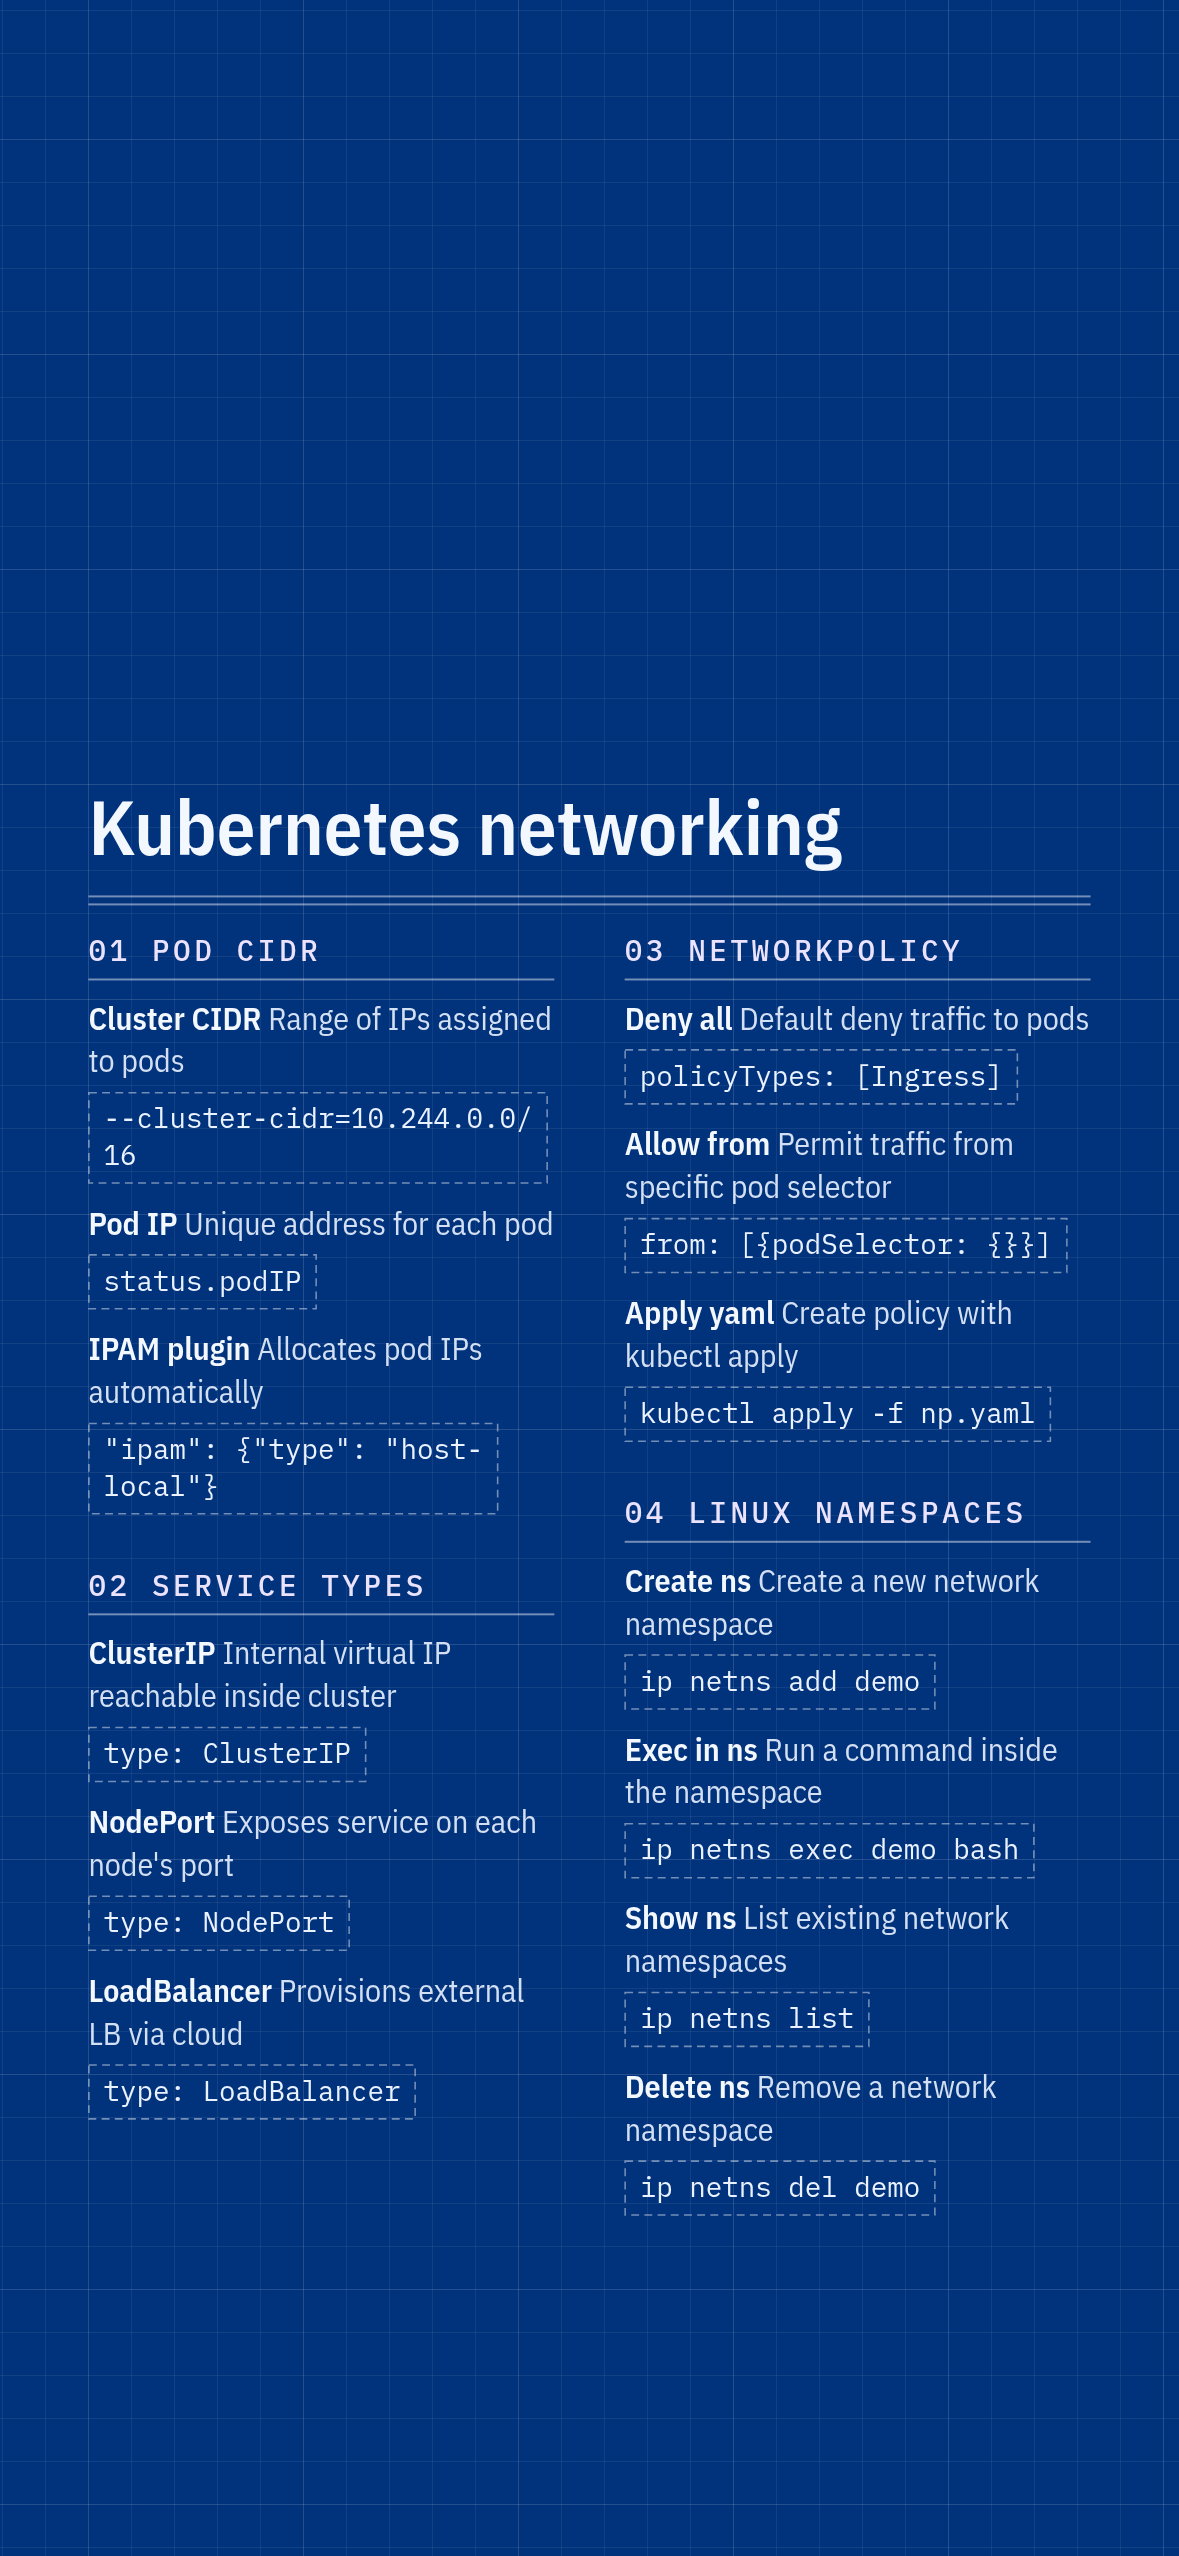 Kubernetes networking
01 POD CIDR
Cluster CIDR Range of IPs assigned
to pods
--cluster-cidr=10.244.0.0/
16
Pod IP Unique address for each pod
status.podIP
IPAM plugin Allocates pod IPs
automatically
"ipam": {"type": "host-
local"}
02 SERVICE TYPES
ClusterIP Internal virtual IP
reachable inside cluster
type: ClusterIP
NodePort Exposes service on each
node's port
type: NodePort
LoadBalancer Provisions external
LB via cloud
type: LoadBalancer
03 NETWORKPOLICY
Deny all Default deny traffic to pods
policyTypes: [Ingress]
Allow from Permit traffic from
specific pod selector
from: [{podSelector: {}}]
Apply yaml Create policy with
kubectl apply
kubectl apply -f np.yaml
04 LINUX NAMESPACES
Create ns Create a new network
namespace
ip netns add demo
Exec in ns Run a command inside
the namespace
ip netns exec demo bash
Show ns List existing network
namespaces
ip netns list
Delete ns Remove a network
namespace
ip netns del demo